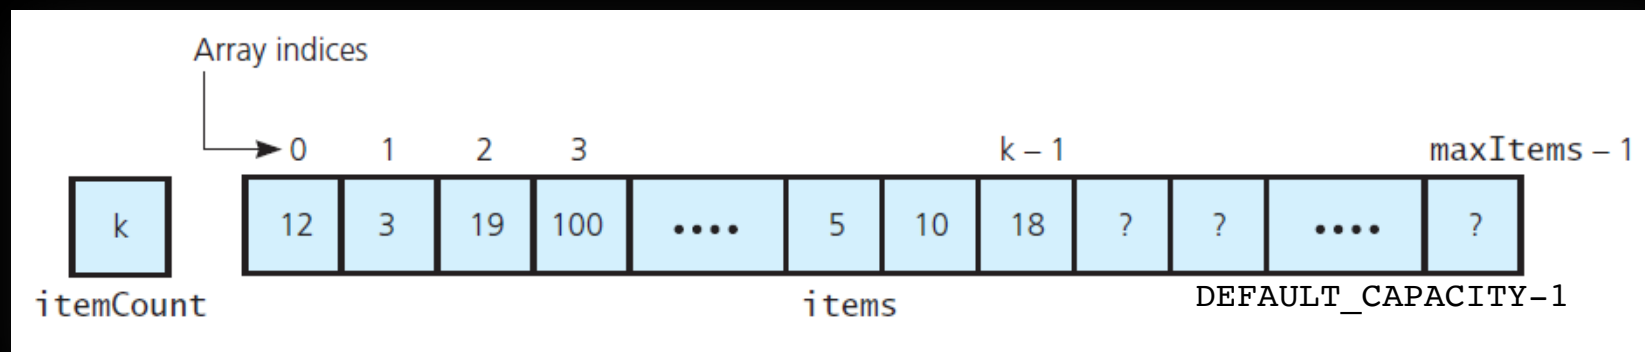 Array indices
0 1 2 3 k – 1 maxItems – 1
k 12 3 19 100 •••• 5 10 18 ? ? •••• ?
itemCount items DEFAULT_CAPACITY-1